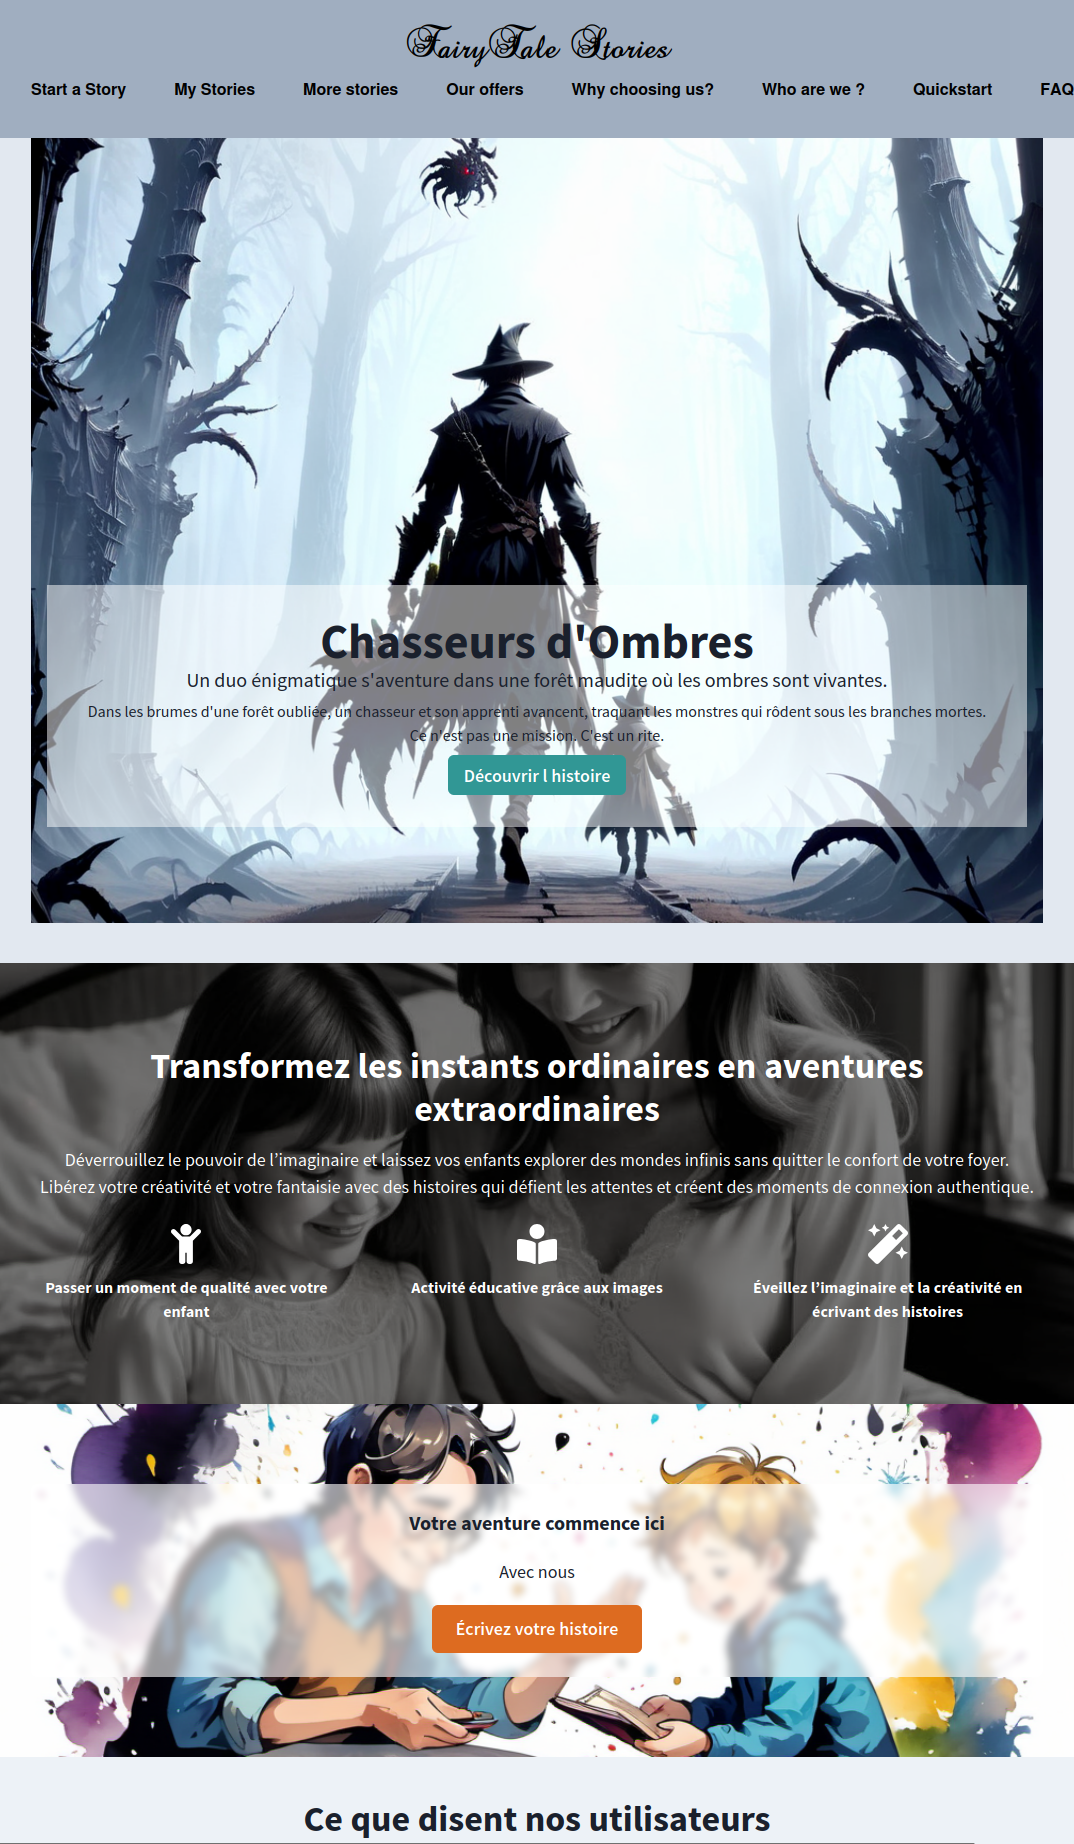 FairyTale Stories
Start a Story My Stories More stories Our offers Why choosing us? Who are we ? Quickstart FAQ
Chasseurs d'Ombres
Un duo énigmatique s'aventure dans une forêt maudite où les ombres sont vivantes.
Dans les brumes d'une forêt oubliée, un chasseur et son apprenti avancent, traquant les monstres qui rôdent sous les branches mortes.
Ce n'est pas une mission. C'est un rite.
Découvrir l histoire
Transformez les instants ordinaires en aventures
extraordinaires
Déverrouillez le pouvoir de l’imaginaire et laissez vos enfants explorer des mondes infinis sans quitter le confort de votre foyer.
Libérez votre créativité et votre fantaisie avec des histoires qui défient les attentes et créent des moments de connexion authentique.
Passer un moment de qualité avec votre
enfant
Activité éducative grâce aux images
Éveillez l’imaginaire et la créativité en
écrivant des histoires
Votre aventure commence ici
Avec nous
Écrivez votre histoire
Ce que disent nos utilisateurs